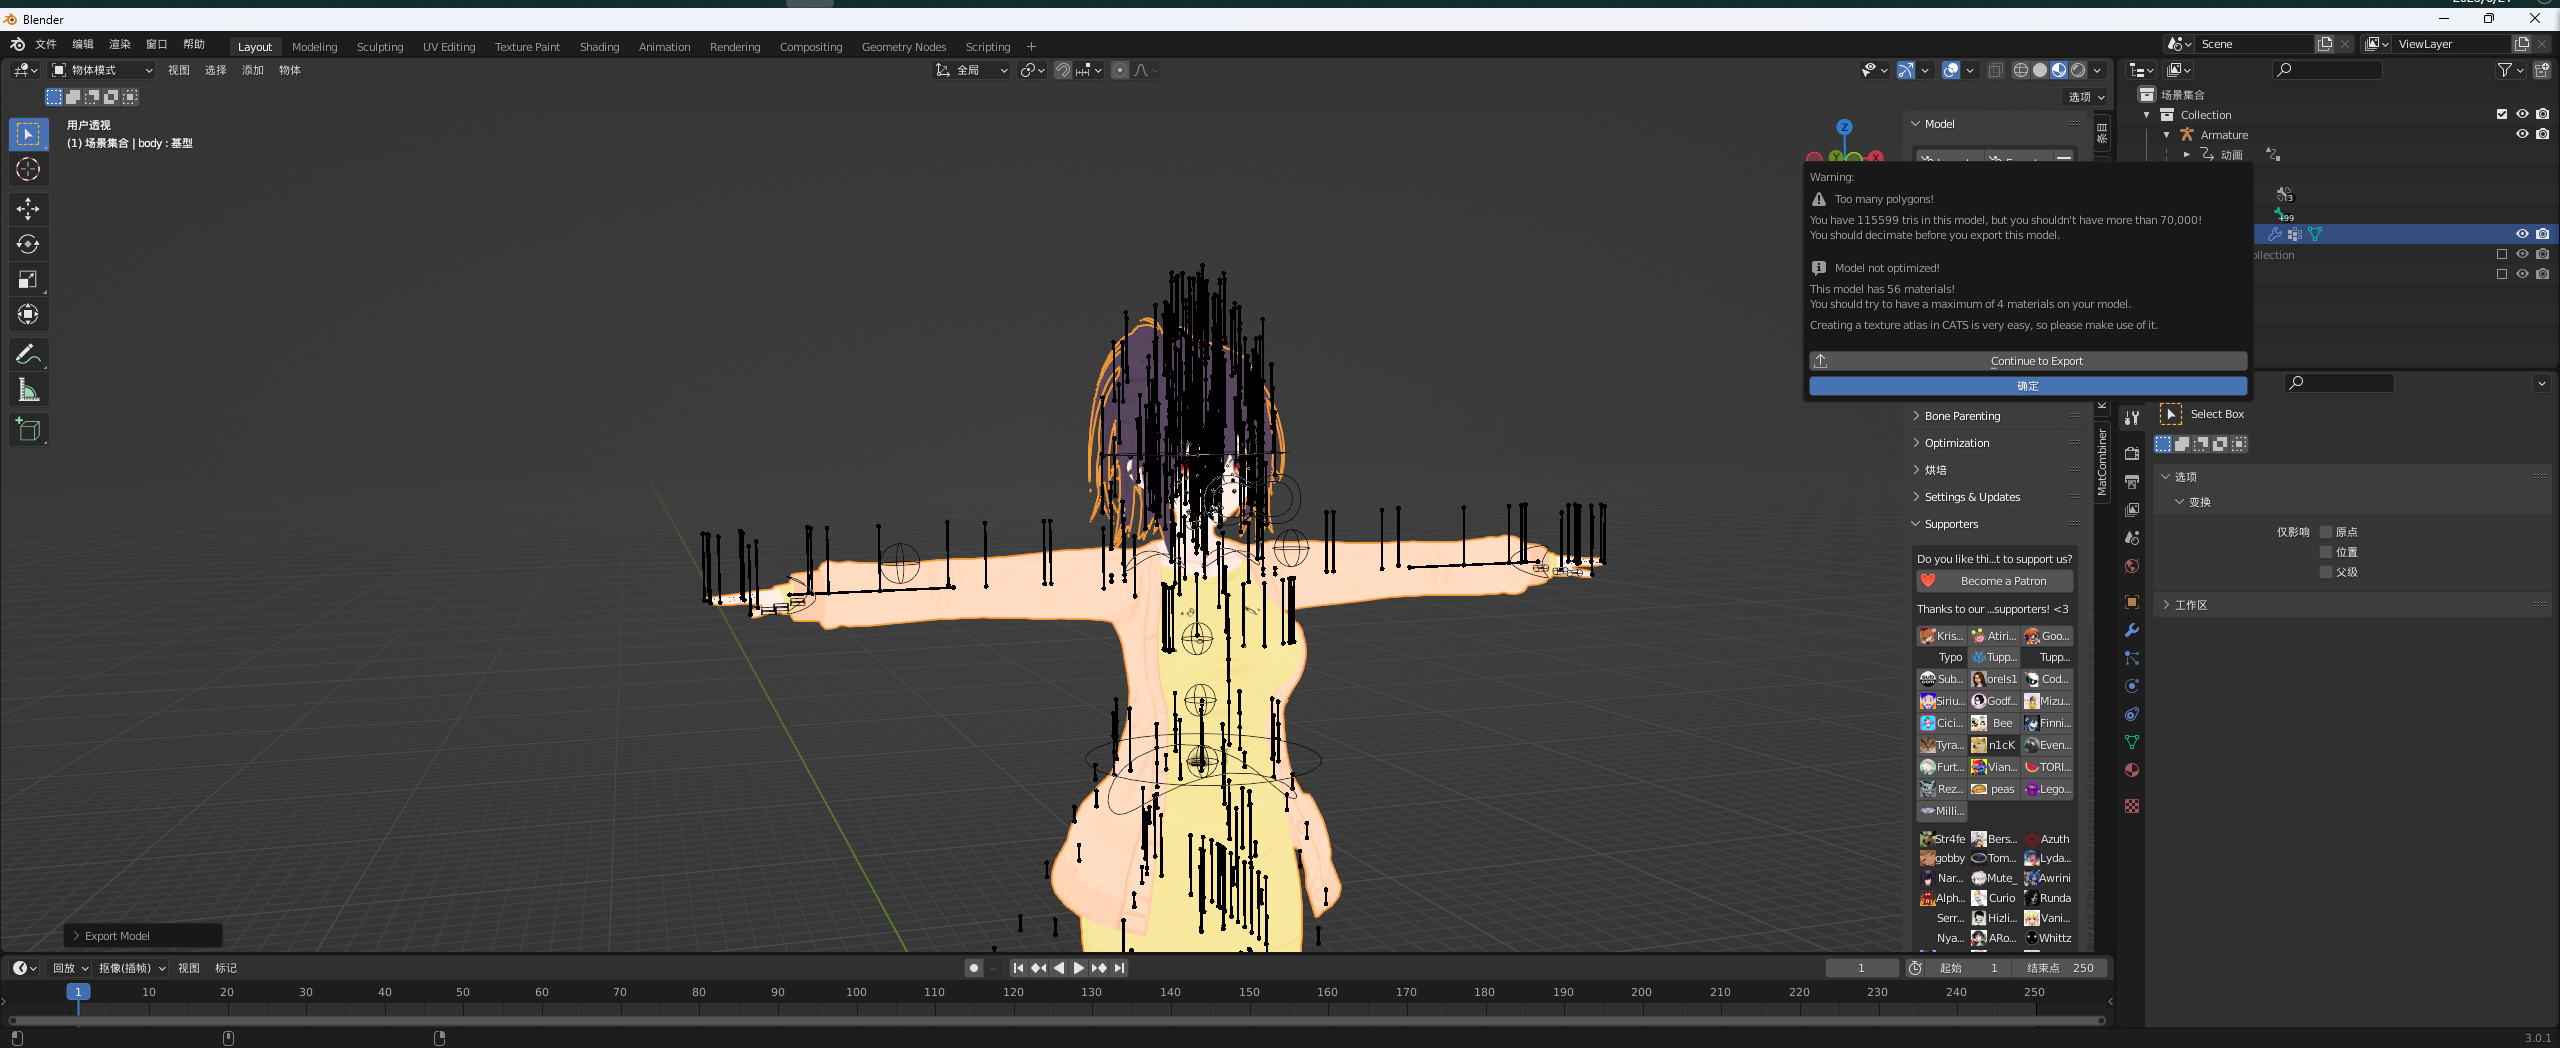 Blender
文件 编辑 渲染 窗口 帮助 Layout Modeling Sculpting UV Editing Texture Paint Shading Animation Rendering Compositing Geometry Nodes Scripting + Scene ViewLayer
物体模式 视图 选择 添加 物体 全局
选项
用户透视
(1) 场景集合 | body : 基型
Model
条目
Z
X
场景集合
Collection
Armature
动画
3
+99
Warning:
Too many polygons!
You have 115599 tris in this model, but you shouldn't have more than 70,000!
You should decimate before you export this model.
Model not optimized!
This model has 56 materials!
You should try to have a maximum of 4 materials on your model.
Creating a texture atlas in CATS is very easy, so please make use of it.
Continue to Export
确定
ollection
Bone Parenting
Optimization
烘培
Settings & Updates
Supporters
MatCombiner
Do you like thi...t to support us?
Become a Patron
Thanks to our ...supporters! <3
Kris... Atiri... Goo...
Typo Tupp... Tupp...
Sub... orels1 Cod...
Siriu... Godf... Mizu...
Cici... Bee Finni...
Tyra... n1cK Even...
Furt... Vian... TORI...
Rez... peas Lego...
Milli...
Str4fe Bers... Azuth
gobby Tom... Lyda...
Nar... Mute_ Awrini
Alph... Curio Runda
Serr... Hizli... Vani...
Nya... ARo... Whittz
Select Box
选项
变换
仅影响 原点
位置
父级
工作区
Export Model
回放 抠像(插帧) 视图 标记 1 起始 1 结束点 250
1 10 20 30 40 50 60 70 80 90 100 110 120 130 140 150 160 170 180 190 200 210 220 230 240 250
3.0.1